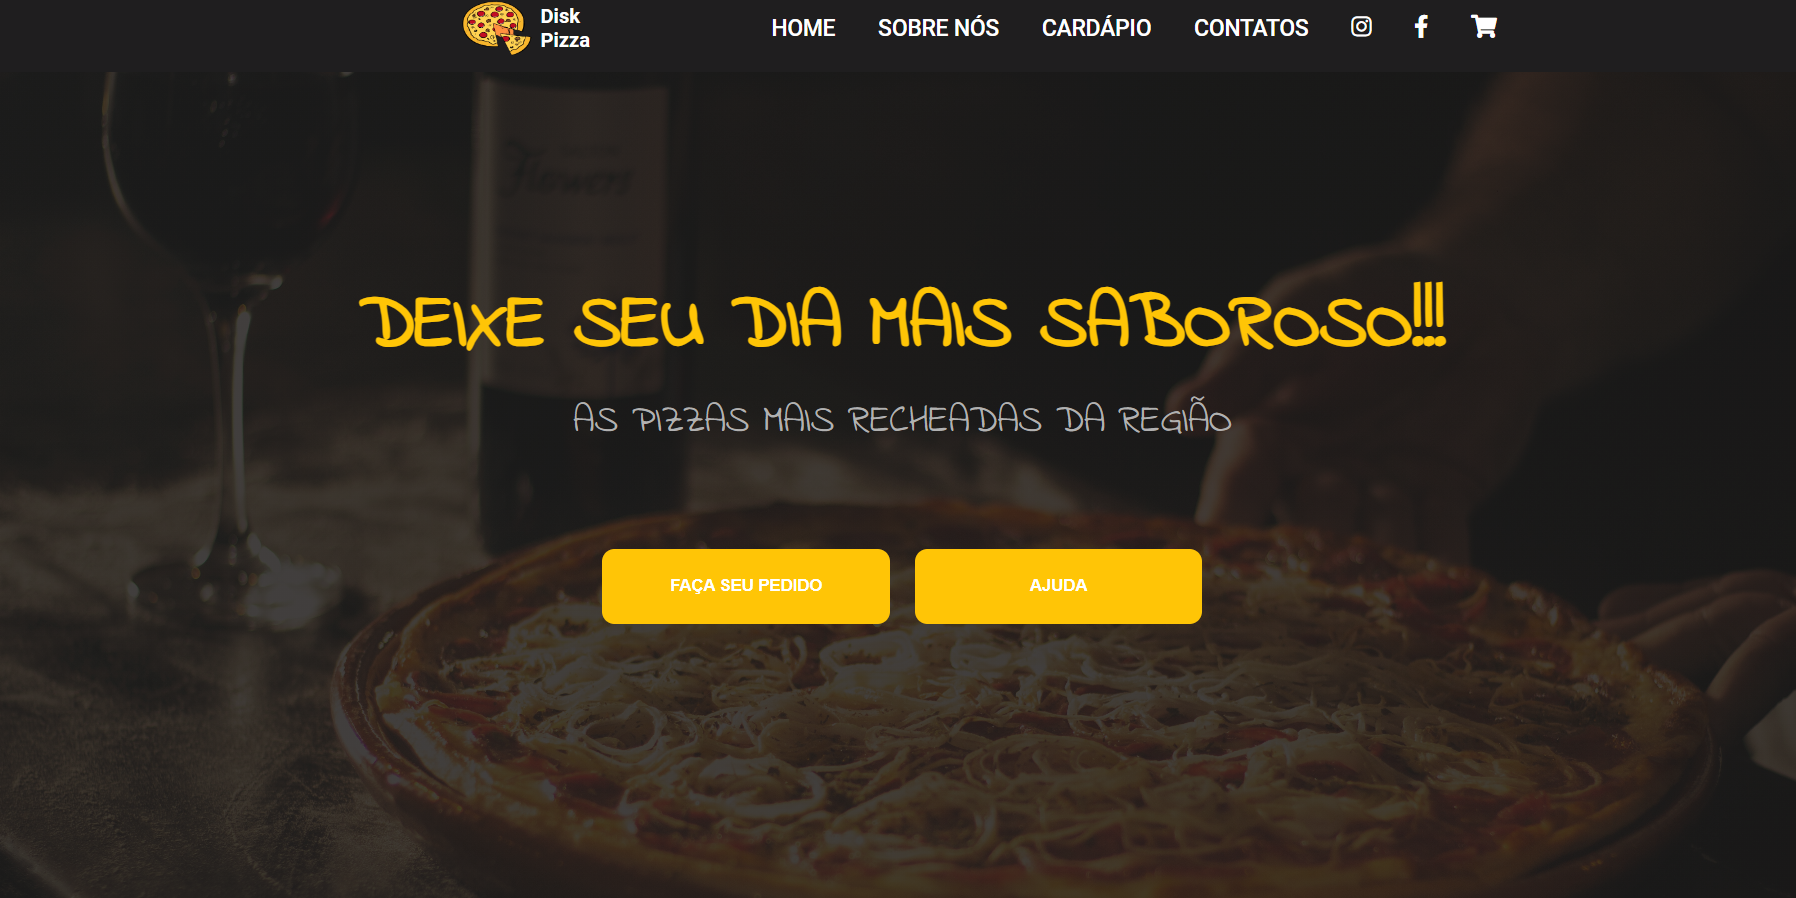 Disk
Pizza
HOME SOBRE NÓS CARDÁPIO CONTATOS
Flowers
DEIXE SEU DIA MAIS SABOROSO!!!
AS PIZZAS MAIS RECHEADAS DA REGIÃO
FAÇA SEU PEDIDO AJUDA